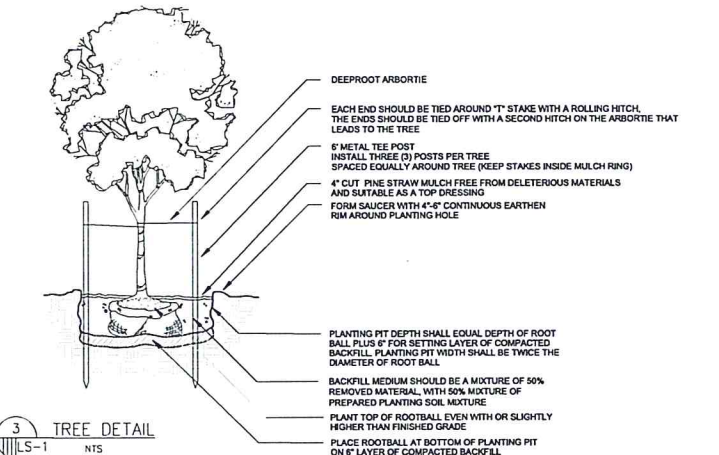 DEEPROOT ARBORTIE
EACH END SHOULD BE TIED AROUND "T" STAKE WITH A ROLLING HITCH,
THE ENDS SHOULD BE TIED OFF WITH A SECOND HITCH ON THE ARBORTIE THAT
LEADS TO THE TREE
6' METAL TEE POST
INSTALL THREE (3) POSTS PER TREE
SPACED EQUALLY AROUND TREE (KEEP STAKES INSIDE MULCH RING)
4" CUT PINE STRAW MULCH FREE FROM DELETERIOUS MATERIALS
AND SUITABLE AS A TOP DRESSING
FORM SAUCER WITH 4"-6" CONTINUOUS EARTHEN
RIM AROUND PLANTING HOLE
PLANTING PIT DEPTH SHALL EQUAL DEPTH OF ROOT
BALL PLUS 6" FOR SETTING LAYER OF COMPACTED
BACKFILL. PLANTING PIT WIDTH SHALL BE TWICE THE
DIAMETER OF ROOT BALL
BACKFILL MEDIUM SHOULD BE A MIXTURE OF 50%
REMOVED MATERIAL, WITH 50% MIXTURE OF
PREPARED PLANTING SOIL MIXTURE
PLANT TOP OF ROOTBALL EVEN WITH OR SLIGHTLY
HIGHER THAN FINISHED GRADE
PLACE ROOTBALL AT BOTTOM OF PLANTING PIT
ON 6" LAYER OF COMPACTED BACKFILL
3 TREE DETAIL
LS-1 NTS